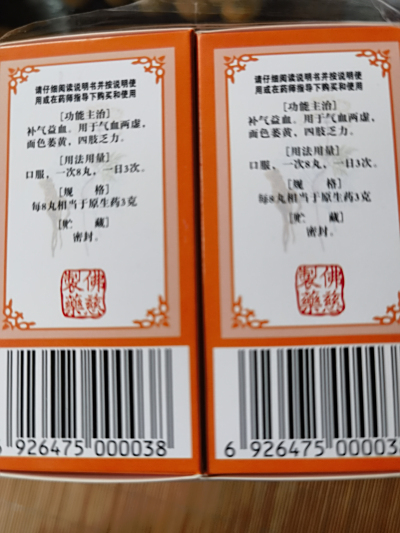 请仔细阅读说明书并按说明使
用或在药师指导下购买和使用
[功能主治]
补气益血。用于气血两虚,
面色萎黄,四肢乏力。
[用法用量]
口服,一次8丸,一日3次。
[规 格]
每8丸相当于原生药3克
[贮 藏]
密封。
佛慈
製藥
926475 000038
请仔细阅读说明书并按说明使
用或在药师指导下购买和使用
[功能主治]
补气益血。用于气血两虚,
面色萎黄,四肢乏力。
[用法用量]
口服,一次8丸,一日3次。
[规 格]
每8丸相当于原生药3克
[贮 藏]
密封。
佛慈
製藥
6 926475 00003